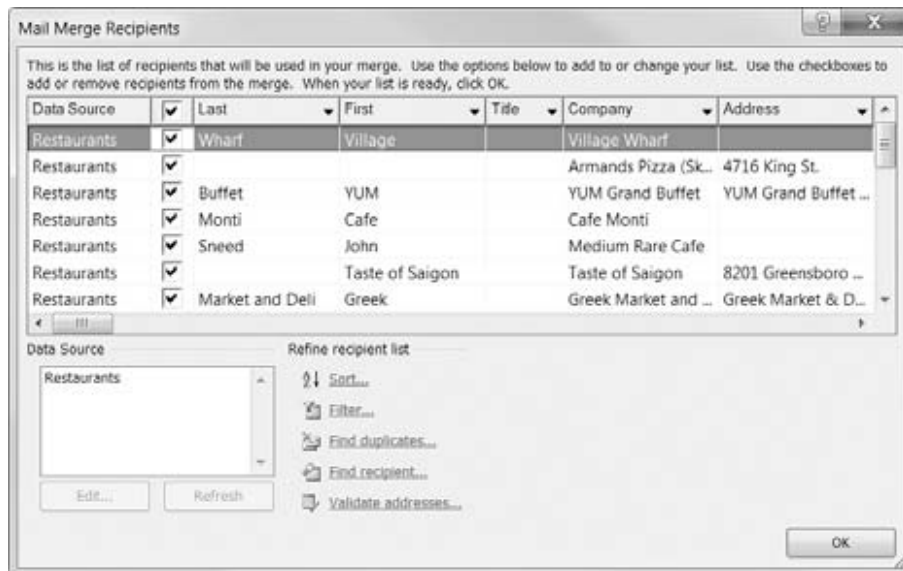 Mail Merge Recipients
This is the list of recipients that will be used in your merge. Use the options below to add to or change your list. Use the checkboxes to
add or remove recipients from the merge. When your list is ready, click OK.
Data Source Last First Title Company Address
Restaurants Wharf Village Village Wharf
Restaurants Armands Pizza (Sk... 4716 King St.
Restaurants Buffet YUM YUM Grand Buffet YUM Grand Buffet ...
Restaurants Monti Cafe Cafe Monti
Restaurants Sneed John Medium Rare Cafe
Restaurants Taste of Saigon Taste of Saigon 8201 Greensboro ...
Restaurants Market and Deli Greek Greek Market and ... Greek Market & D...
Data Source Refine recipient list
Restaurants
Sort...
Filter...
Find duplicates...
Find recipient...
Edit... Refresh Validate addresses...
OK